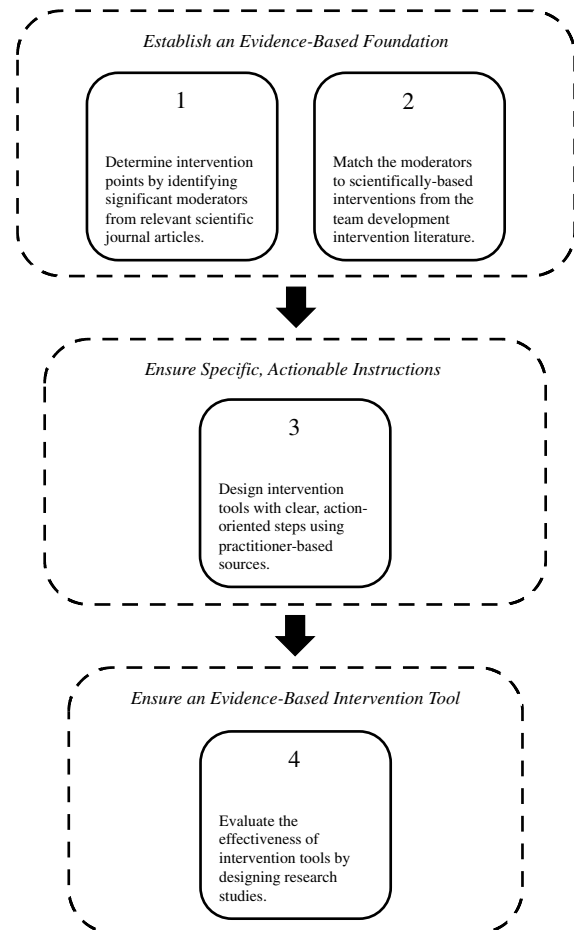 Establish an Evidence-Based Foundation
1
Determine intervention
points by identifying
significant moderators
from relevant scientific
journal articles.
2
Match the moderators
to scientifically-based
interventions from the
team development
intervention literature.
Ensure Specific, Actionable Instructions
3
Design intervention
tools with clear, action-
oriented steps using
practitioner-based
sources.
Ensure an Evidence-Based Intervention Tool
4
Evaluate the
effectiveness of
intervention tools by
designing research
studies.